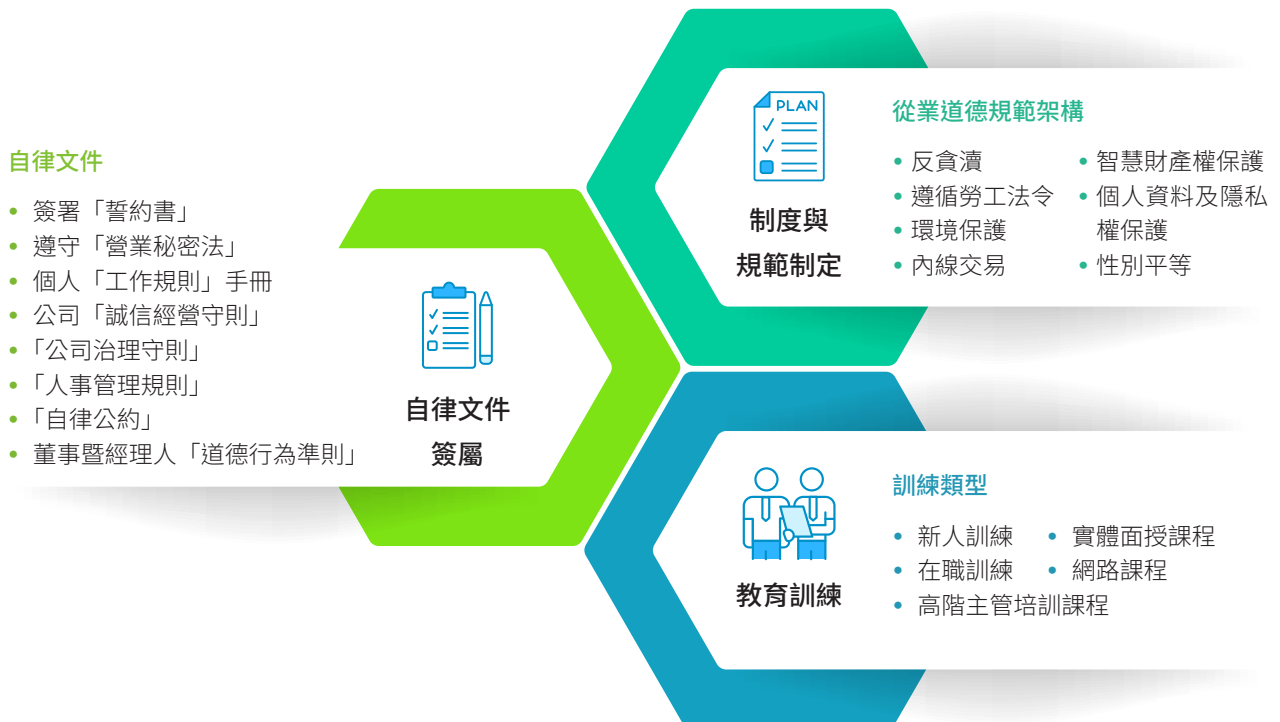 自律文件
• 簽署「誓約書」
• 遵守「營業秘密法」
• 個人「工作規則」手冊
• 公司「誠信經營守則」
•「公司治理守則」
•「人事管理規則」
•「自律公約」
• 董事暨經理人「道德行為準則」
自律文件
簽屬
PLAN
制度與
規範制定
從業道德規範架構
• 反貪瀆
• 遵循勞工法令
• 環境保護
• 內線交易
• 智慧財產權保護
• 個人資料及隱私
權保護
• 性別平等
教育訓練
訓練類型
• 新人訓練
• 實體面授課程
• 在職訓練
• 網路課程
• 高階主管培訓課程